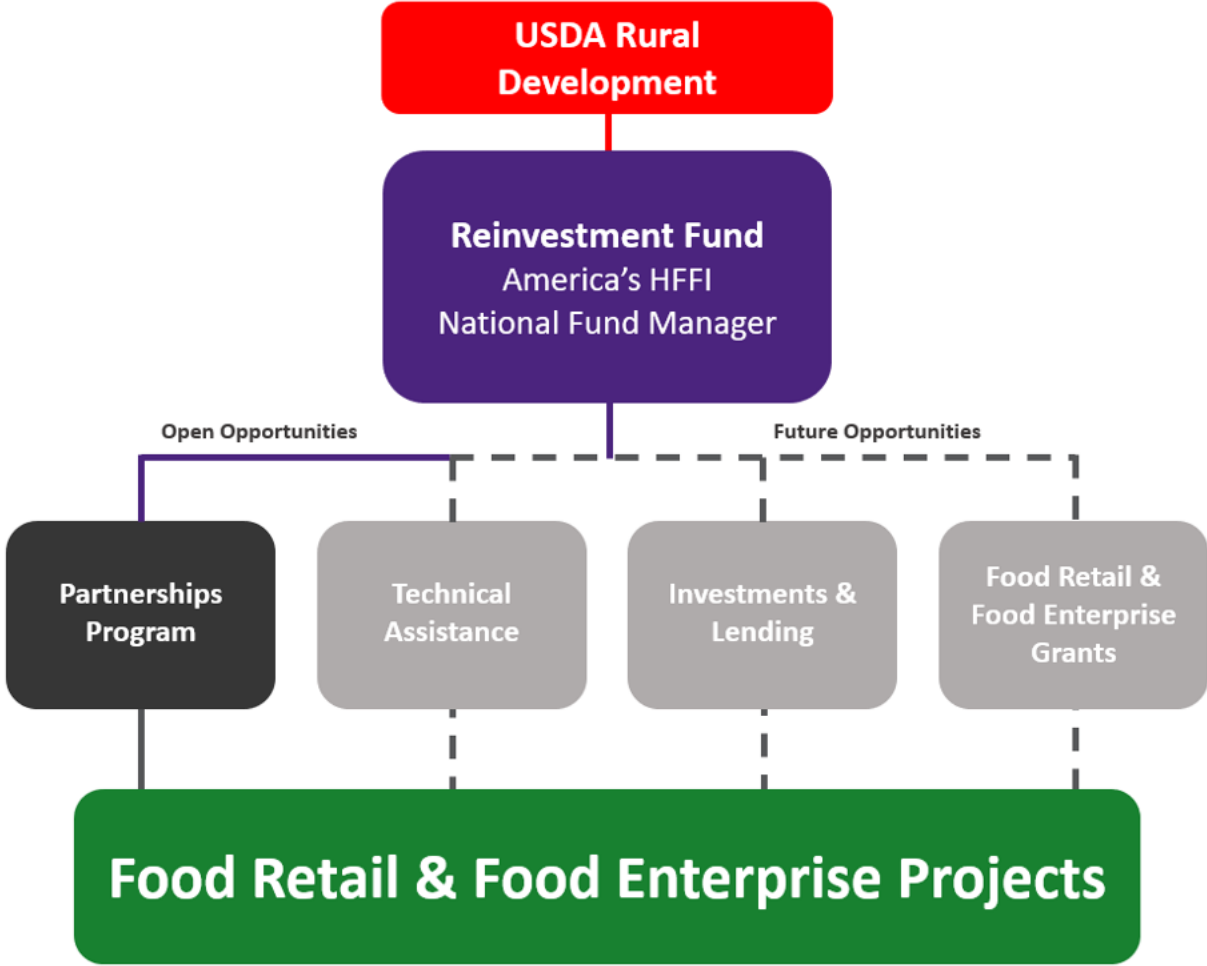 USDA Rural
Development
Reinvestment Fund
America's HFFI
National Fund Manager
Open Opportunities
Future Opportunities
Partnerships
Program
Technical
Assistance
Investments &
Lending
Food Retail &
Food Enterprise
Grants
Food Retail & Food Enterprise Projects